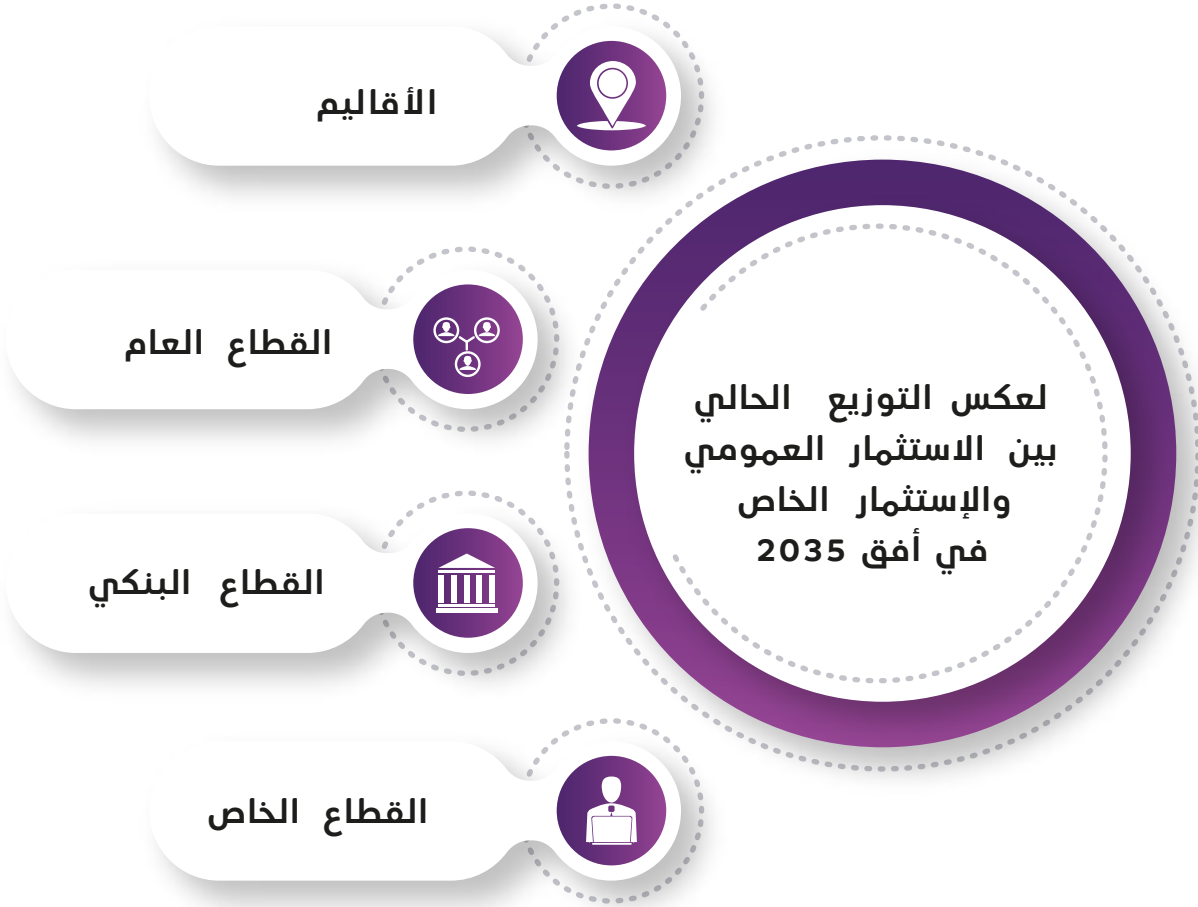 الأقاليم
القطاع العام
القطاع البنكي
القطاع الخاص
لعكس التوزيع الحالي
بين الاستثمار العمومي
والإستثمار الخاص
في أفق 2035